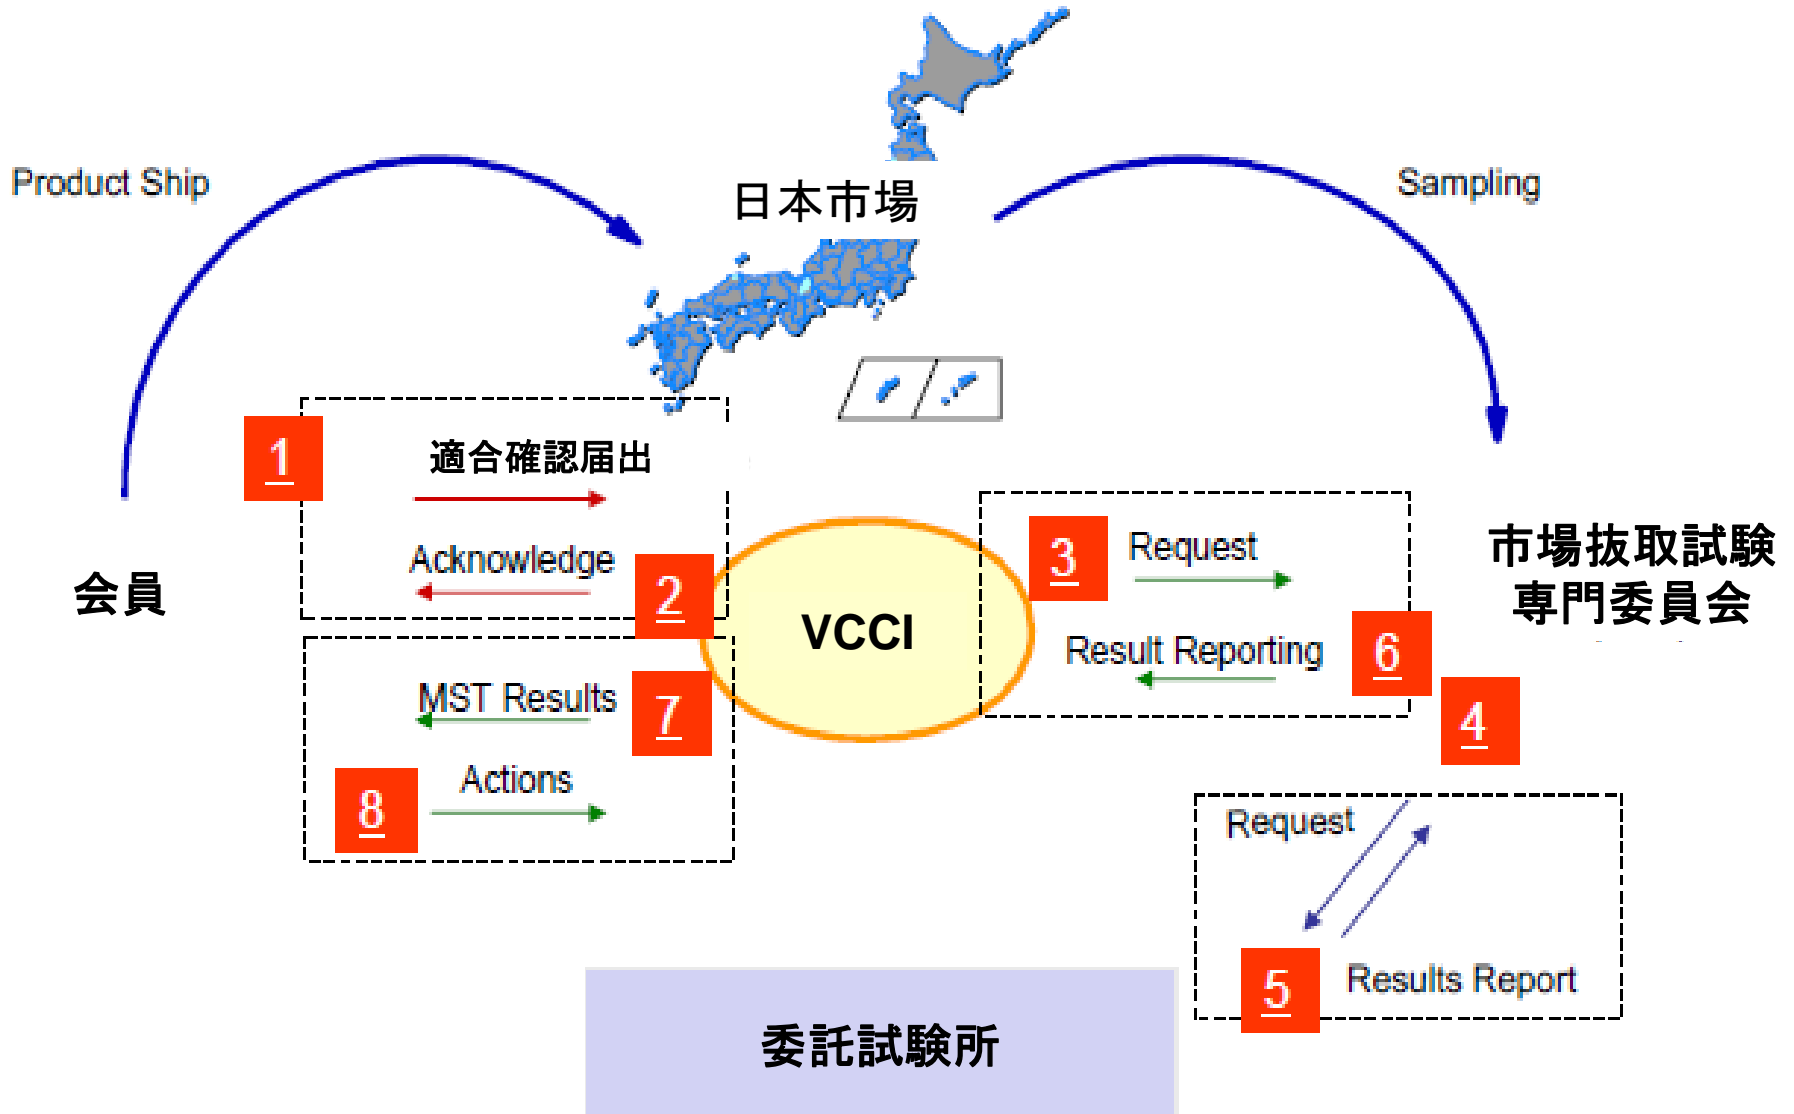 Product Ship
日本市場
Sampling
1
適合確認届出
Acknowledge
2
会員
VCCI
3
Request
Result Reporting
6
市場抜取試験
専門委員会
4
MST Results
7
Actions
8
Request
5
Results Report
委託試験所